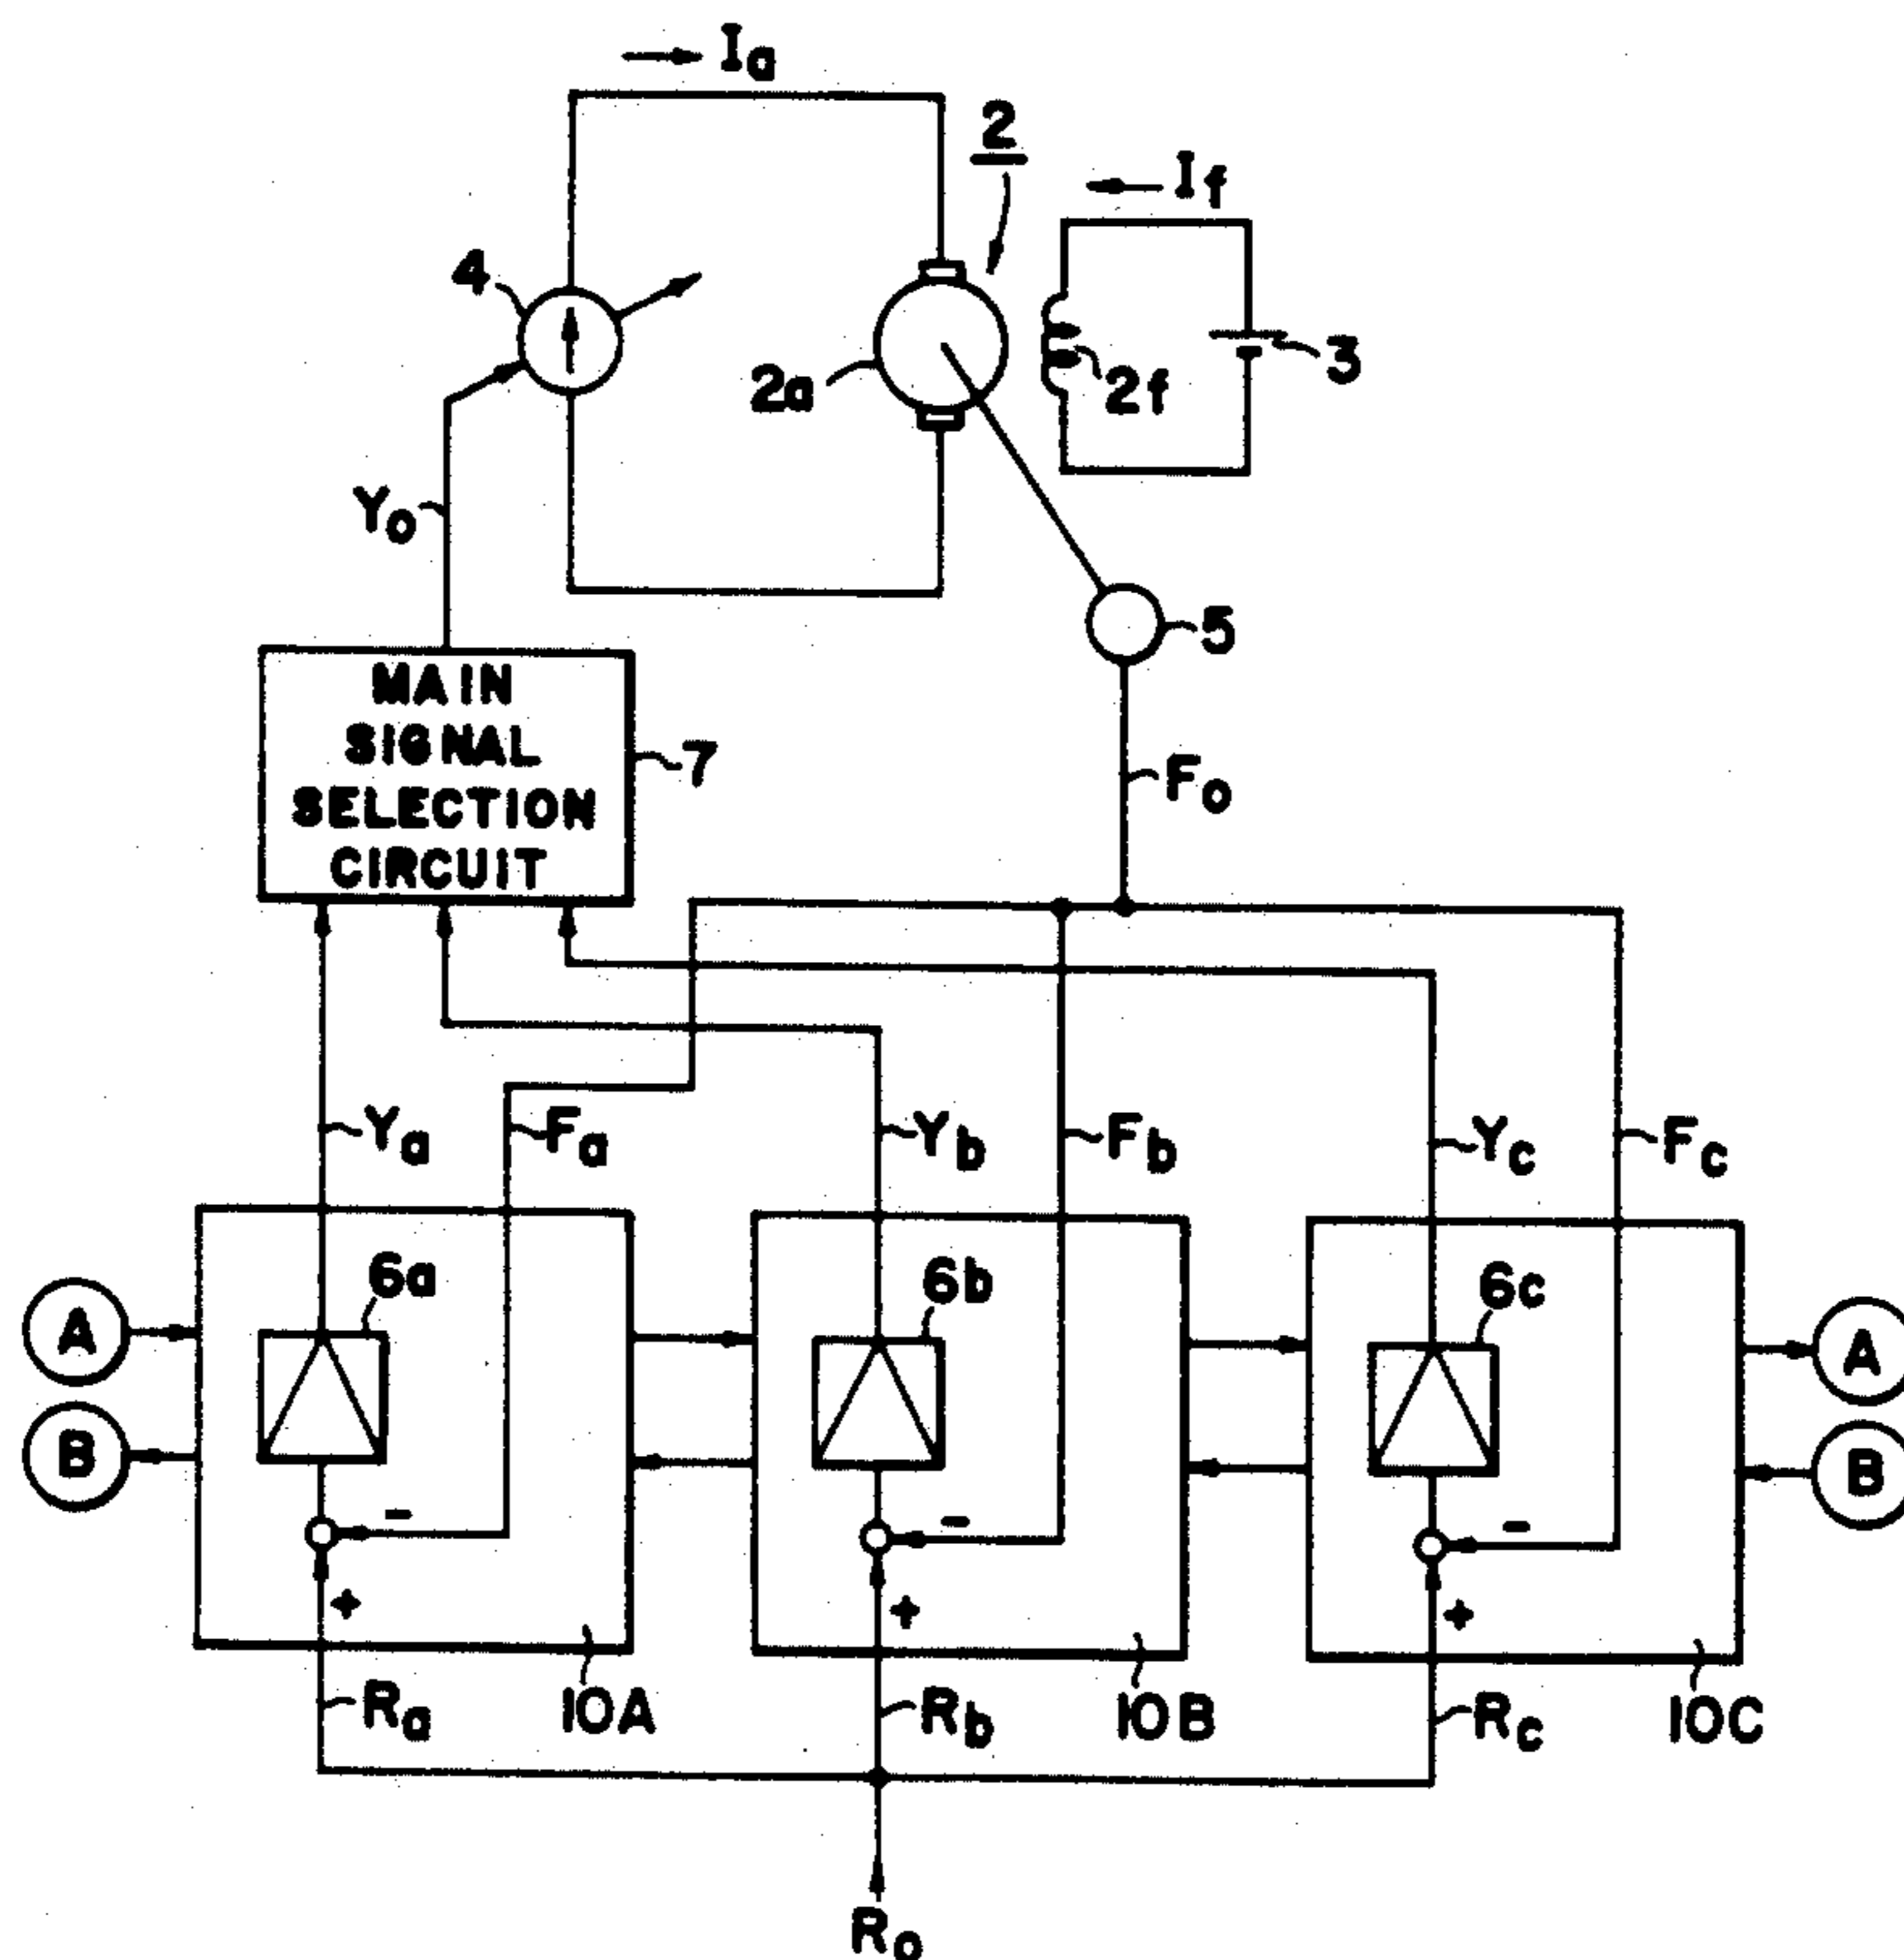 Ia
2
If
4
2a
2f
3
Yo
5
MAIN
SIGNAL
SELECTION
CIRCUIT
7
Fo
Ya
Fa
Yb
Fb
Yc
Fc
6a
6b
6c
A
A
B
B
-
-
-
+
+
+
Ra
10A
Rb
10B
Rc
10C
Ro